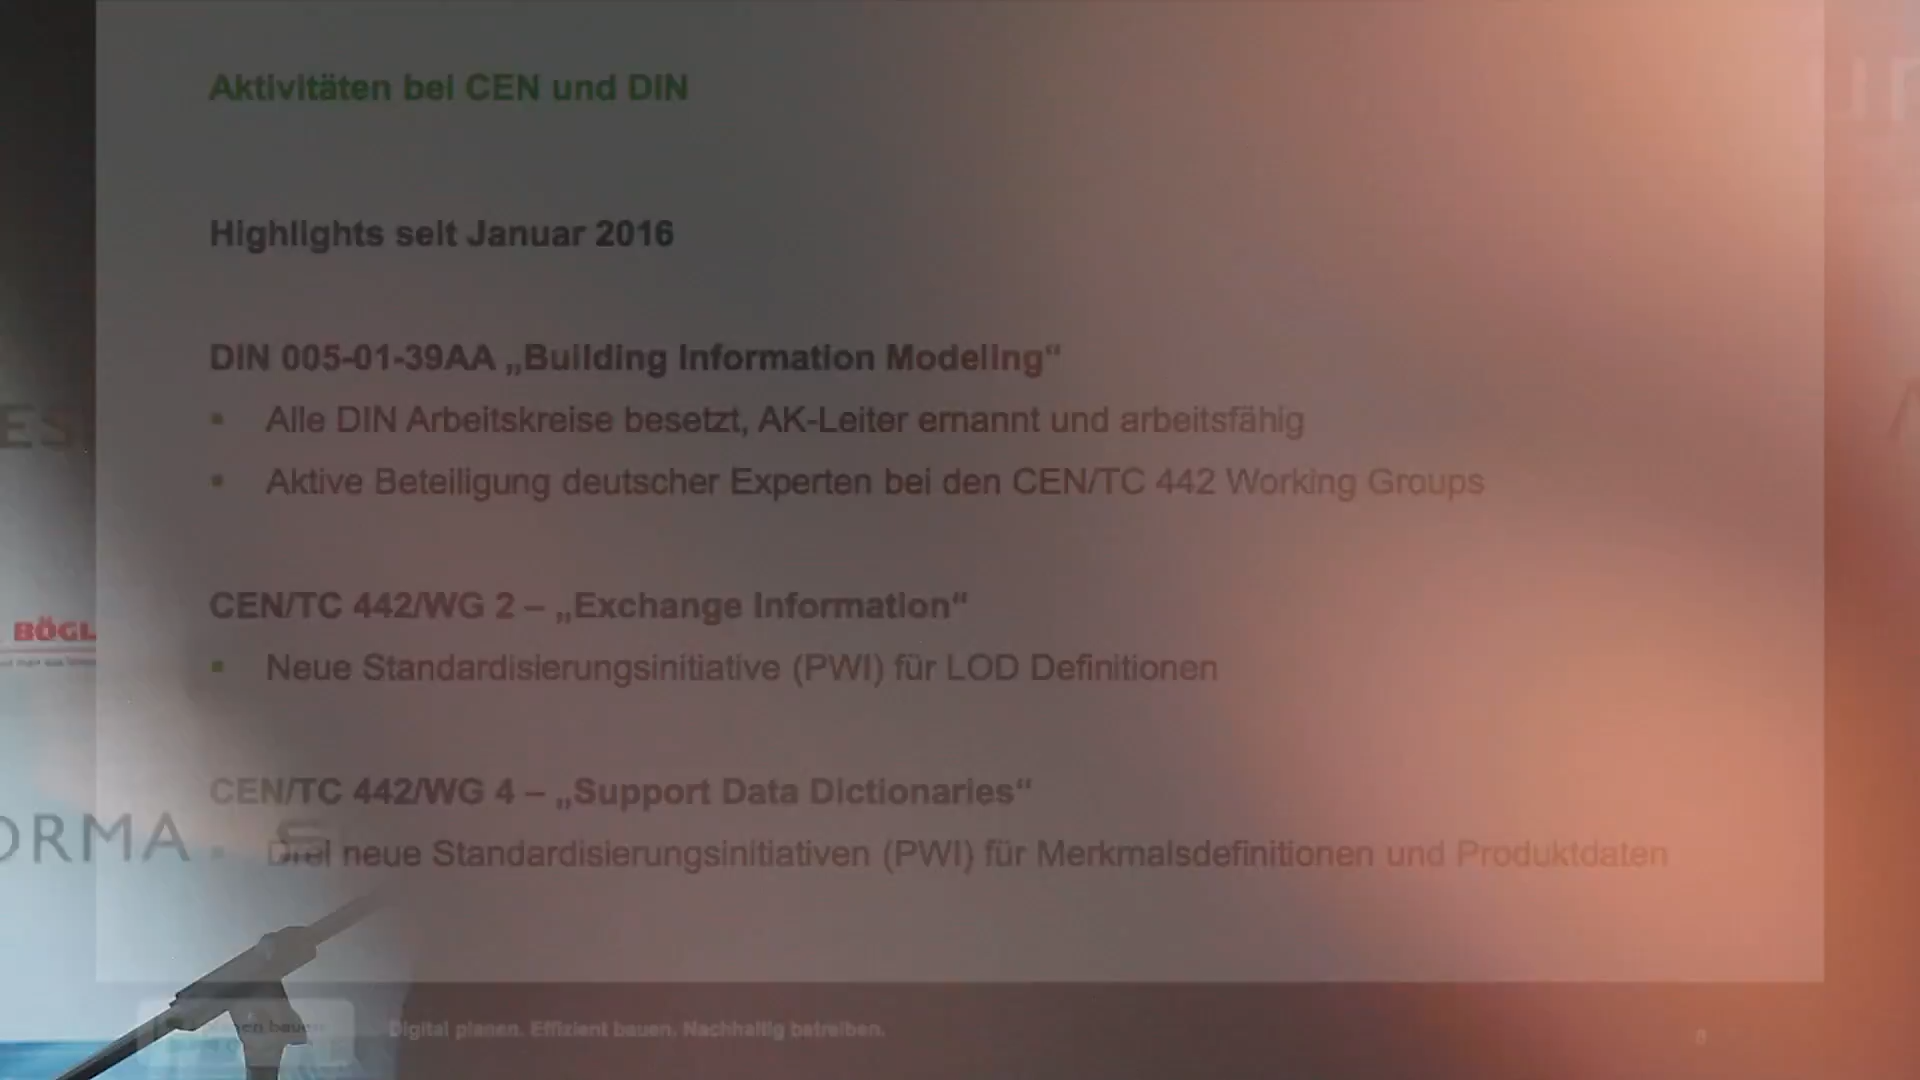 Aktivitäten bei CEN und DIN
Highlights seit Januar 2016
DIN 005-01-39AA „Building Information Modeling“
▪ Alle DIN Arbeitskreise besetzt, AK-Leiter ernannt und arbeitsfähig
▪ Aktive Beteiligung deutscher Experten bei den CEN/TC 442 Working Groups
CEN/TC 442/WG 2 – „Exchange Information“
▪ Neue Standardisierungsinitiative (PWI) für LOD Definitionen
BÖGL
CEN/TC 442/WG 4 – „Support Data Dictionaries“
▪ Drei neue Standardisierungsinitiativen (PWI) für Merkmalsdefinitionen und Produktdaten
ORMA
Digital planen. Effizient bauen. Nachhaltig betreiben.